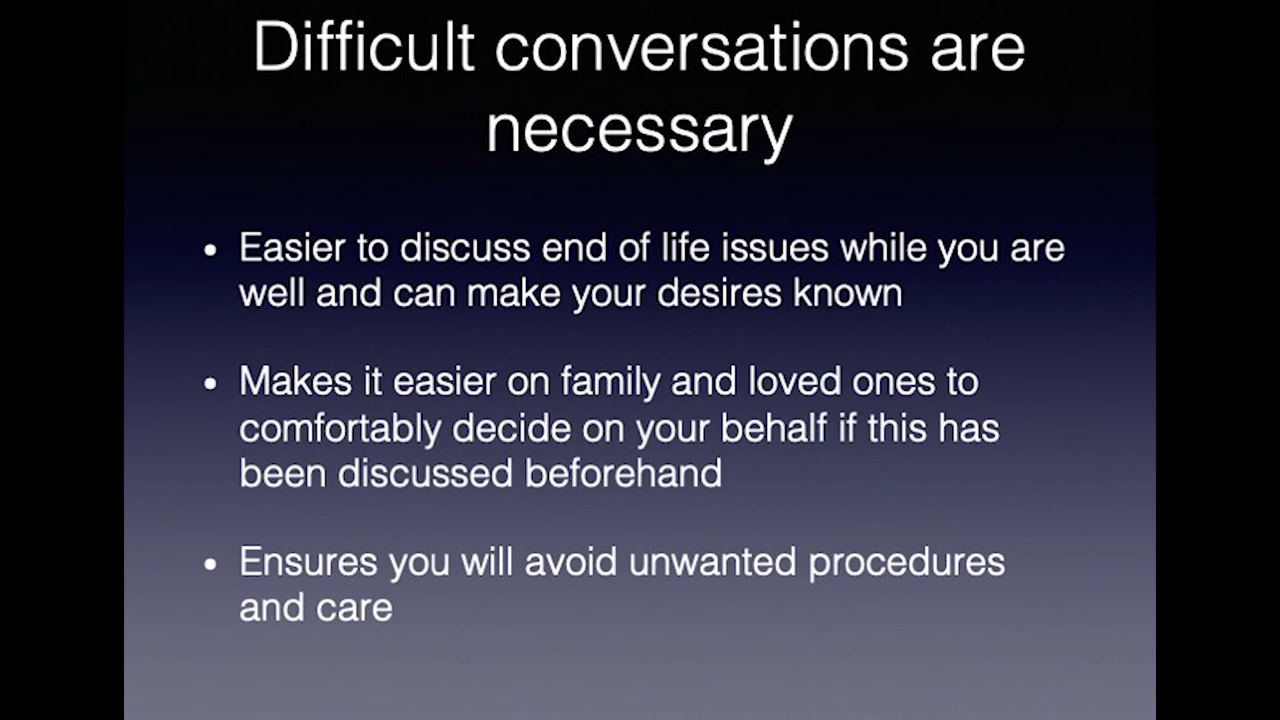 Difficult conversations are
necessary
• Easier to discuss end of life issues while you are
well and can make your desires known
• Makes it easier on family and loved ones to
comfortably decide on your behalf if this has
been discussed beforehand
• Ensures you will avoid unwanted procedures
and care